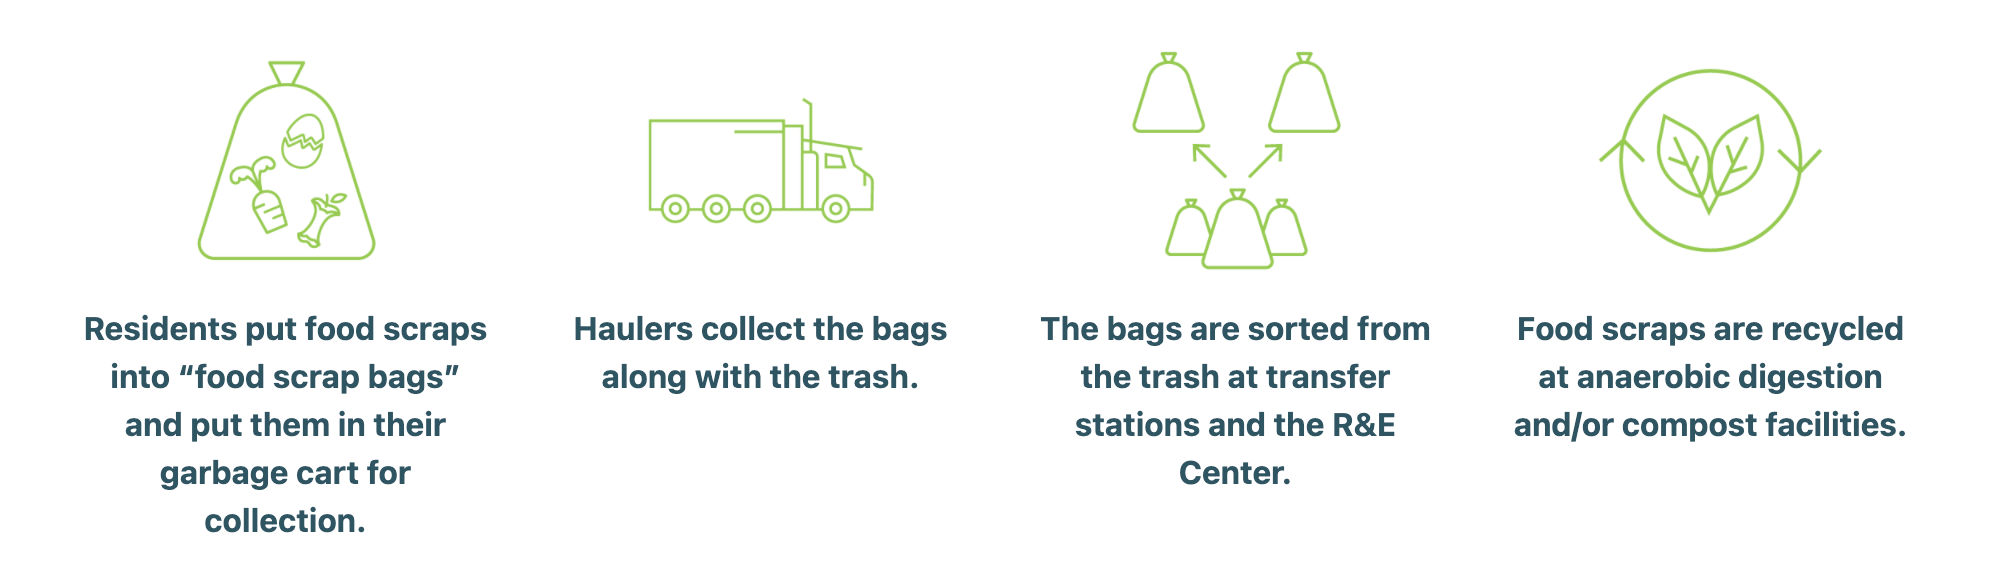 Residents put food scraps
into “food scrap bags”
and put them in their
garbage cart for
collection.
Haulers collect the bags
along with the trash.
The bags are sorted from
the trash at transfer
stations and the R&E
Center.
Food scraps are recycled
at anaerobic digestion
and/or compost facilities.